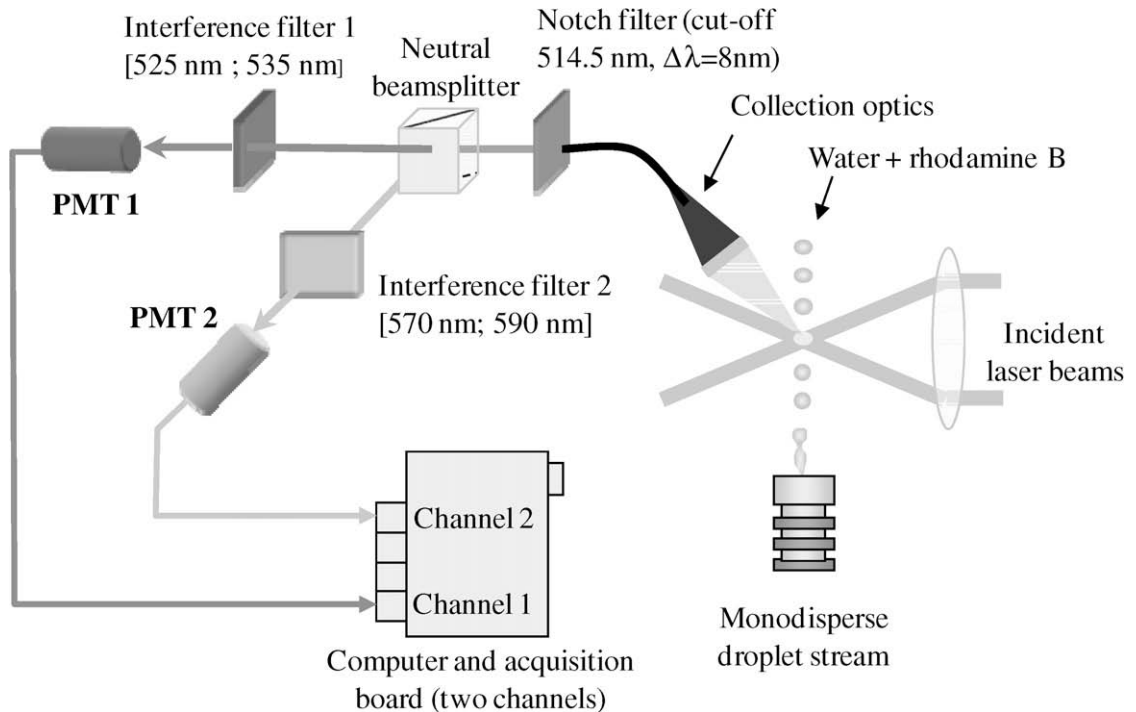 Interference filter 1
[525 nm ; 535 nm]
Neutral
beamsplitter
Notch filter (cut-off
514.5 nm, Δλ=8nm)
Collection optics
Water + rhodamine B
PMT 1
Interference filter 2
[570 nm; 590 nm]
PMT 2
Incident
laser beams
Channel 2
Channel 1
Monodisperse
droplet stream
Computer and acquisition
board (two channels)